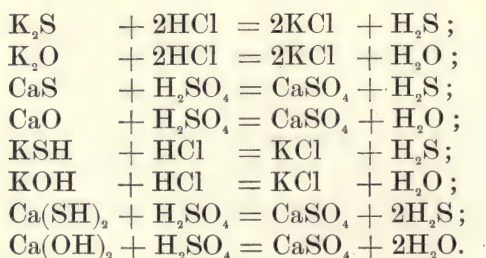 K₂S + 2HCl = 2KCl + H₂S;
K₂O + 2HCl = 2KCl + H₂O;
CaS + H₂SO₄ = CaSO₄ + H₂S;
CaO + H₂SO₄ = CaSO₄ + H₂O;
KSH + HCl = KCl + H₂S;
KOH + HCl = KCl + H₂O;
Ca(SH)₂ + H₂SO₄ = CaSO₄ + 2H₂S;
Ca(OH)₂ + H₂SO₄ = CaSO₄ + 2H₂O.